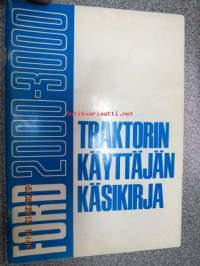 FORD 2000-3000
TRAKTORIN
KÄYTTÄJÄN
KÄSIKIRJA